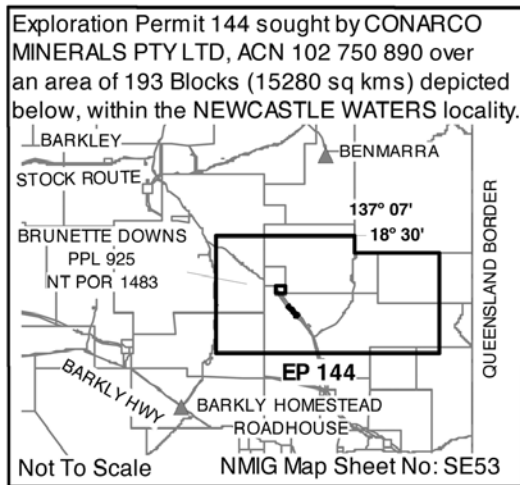 Exploration Permit 144 sought by CONARCO
MINERALS PTY LTD, ACN 102 750 890 over
an area of 193 Blocks (15280 sq kms) depicted
below, within the NEWCASTLE WATERS locality.
BARKLEY
STOCK ROUTE
BENMARRA
137° 07'
18° 30'
BRUNETTE DOWNS
PPL 925
NT POR 1483
QUEENSLAND BORDER
EP 144
BARKLY HWY
BARKLY HOMESTEAD
ROADHOUSE
Not To Scale
NMIG Map Sheet No: SE53